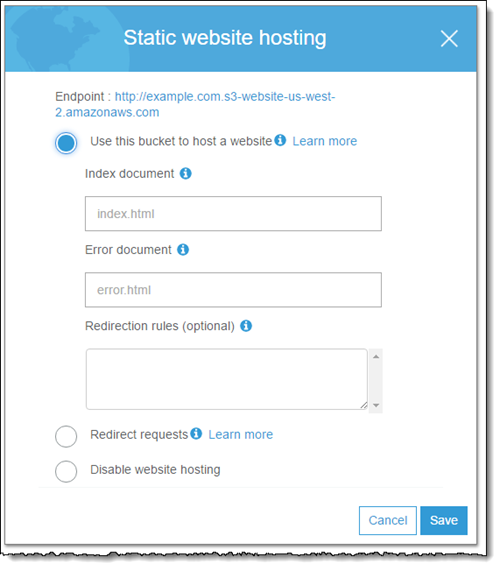 Static website hosting
Endpoint : http://example.com.s3-website-us-west-
2.amazonaws.com
Use this bucket to host a website Learn more
Index document
index.html
Error document
error.html
Redirection rules (optional)
Redirect requests Learn more
Disable website hosting
Cancel Save